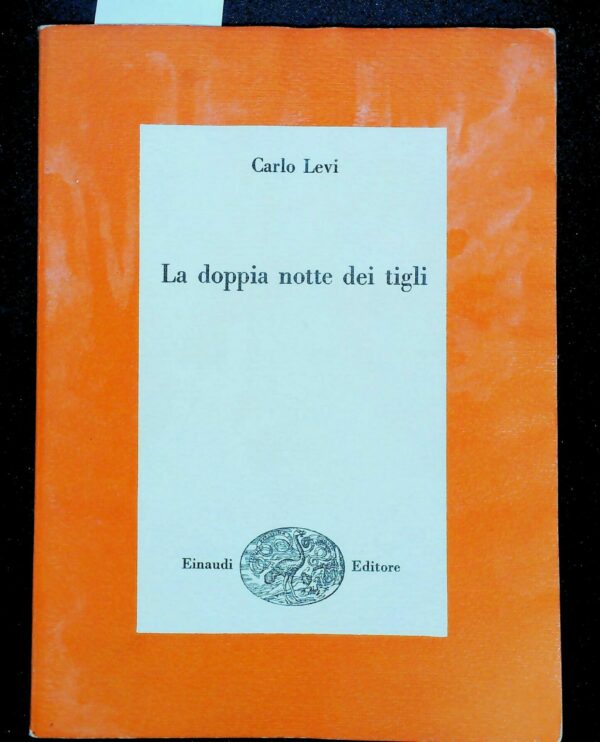 Carlo Levi
La doppia notte dei tigli
Einaudi Editore